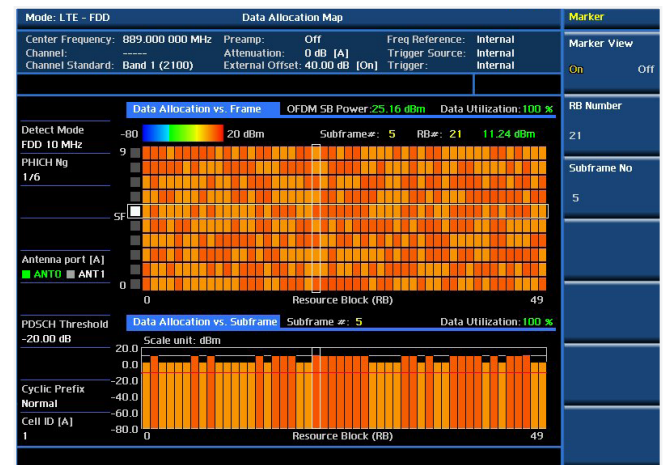 Mode: LTE - FDD Data Allocation Map Marker
Center Frequency: 889.000 000 MHz Preamp: Off Freq Reference: Internal
Channel: ----- Attenuation: 0 dB [A] Trigger Source: Internal
Channel Standard: Band 1 (2100) External Offset: 40.00 dB [On] Trigger: Internal
Marker View
On Off
Data Allocation vs. Frame OFDM SB Power:25.16 dBm Data Utilization:100 %
RB Number
21
Detect Mode
FDD 10 MHz
-80 20 dBm Subframe#: 5 RB#: 21 11.24 dBm
PHICH Ng
1/6
9
SF
0
Subframe No
5
Antenna port [A]
ANT0 ANT1
0 Resource Block (RB) 49
PDSCH Threshold
-20.00 dB
Data Allocation vs. Subframe Subframe #: 5 Data Utilization:100 %
Scale unit: dBm
20.0
0.0
-20.0
-40.0
-60.0
-80.0
Cyclic Prefix
Normal
Cell ID [A]
1
0 Resource Block (RB) 49